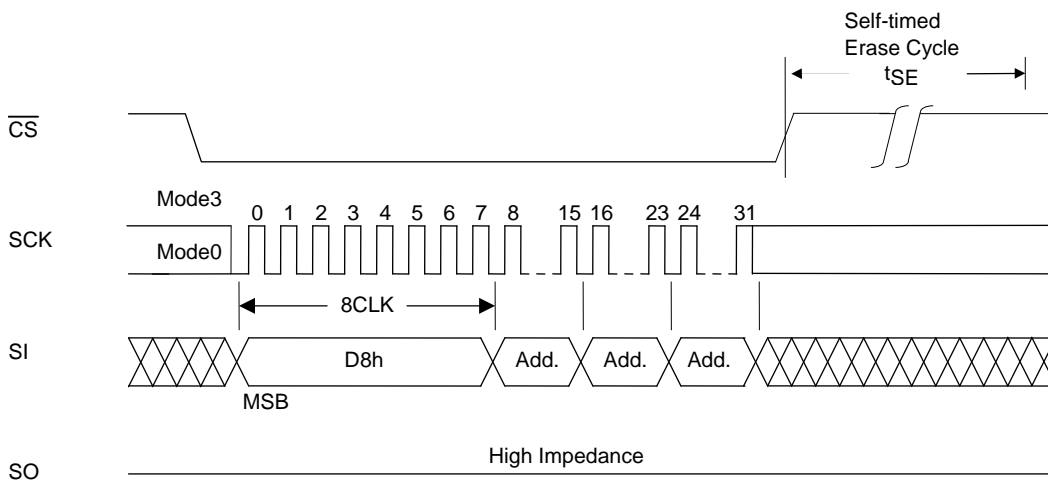 Self-timed
Erase Cycle
tSE
CS
Mode3
0 1 2 3 4 5 6 7 8 15 16 23 24 31
SCK
Mode0
8CLK
SI
D8h Add. Add. Add.
MSB
High Impedance
SO